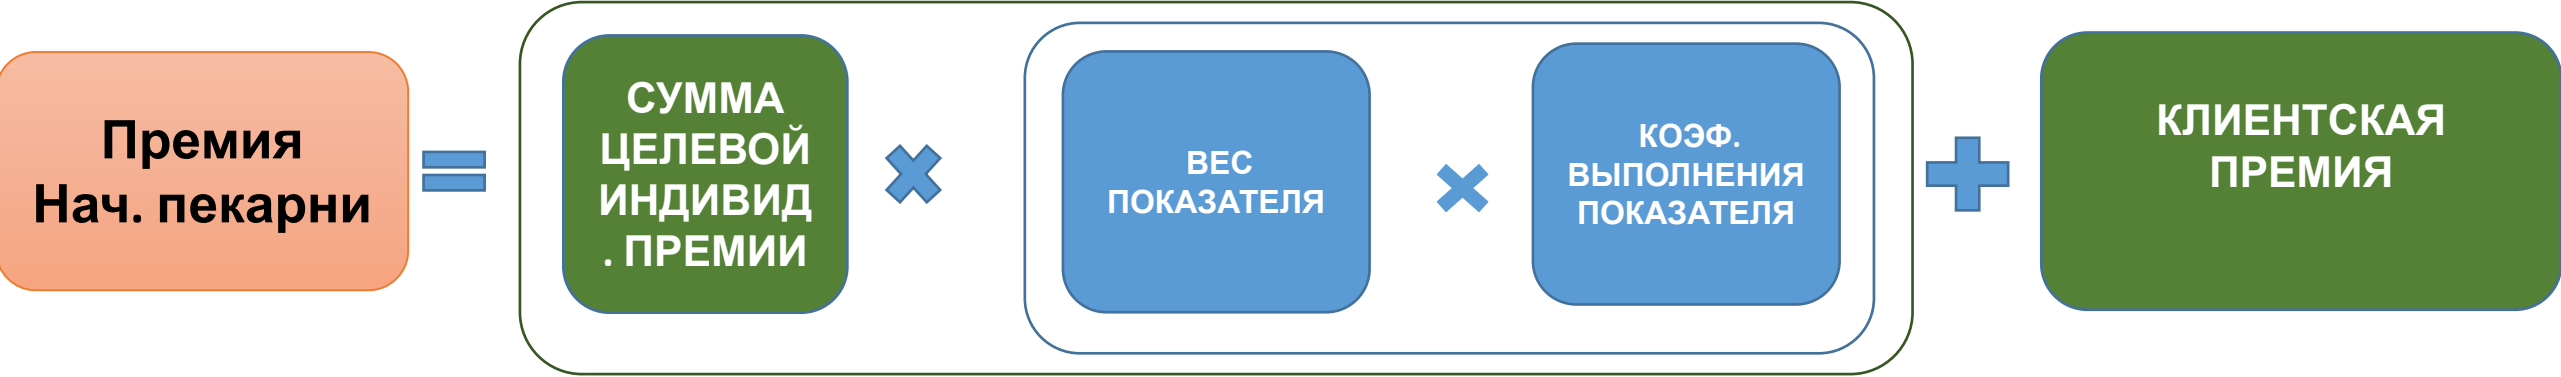 Премия
Нач. пекарни
СУММА
ЦЕЛЕВОЙ
ИНДИВИД
. ПРЕМИИ
ВЕС
ПОКАЗАТЕЛЯ
КОЭФ.
ВЫПОЛНЕНИЯ
ПОКАЗАТЕЛЯ
КЛИЕНТСКАЯ
ПРЕМИЯ